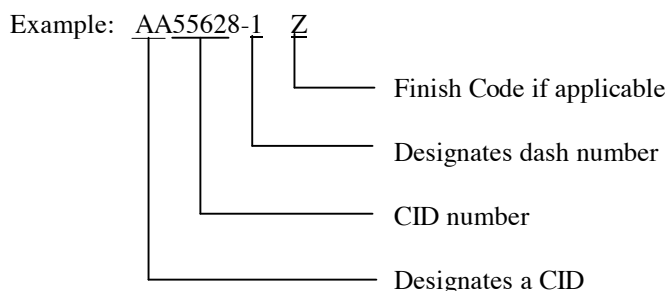 Example: AA55628-1 Z
Finish Code if applicable
Designates dash number
CID number
Designates a CID